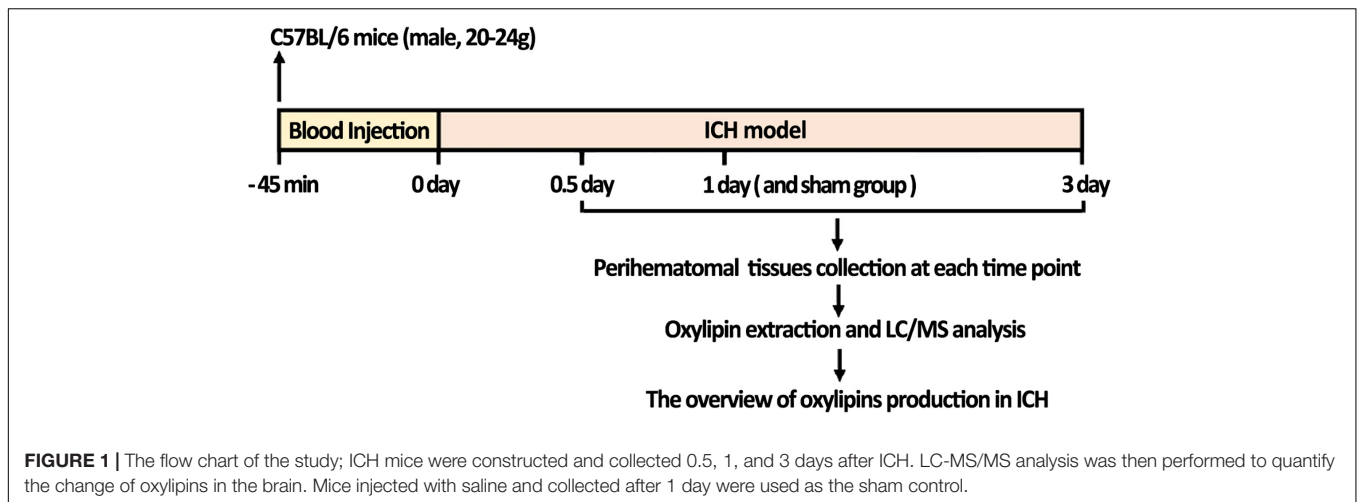 C57BL/6 mice (male, 20-24g)
Blood Injection
ICH model
-45 min
0 day
0.5 day
1 day ( and sham group )
3 day
Perihematomal tissues collection at each time point
Oxylipin extraction and LC/MS analysis
The overview of oxylipins production in ICH
FIGURE 1 | The flow chart of the study; ICH mice were constructed and collected 0.5, 1, and 3 days after ICH. LC-MS/MS analysis was then performed to quantify
the change of oxylipins in the brain. Mice injected with saline and collected after 1 day were used as the sham control.